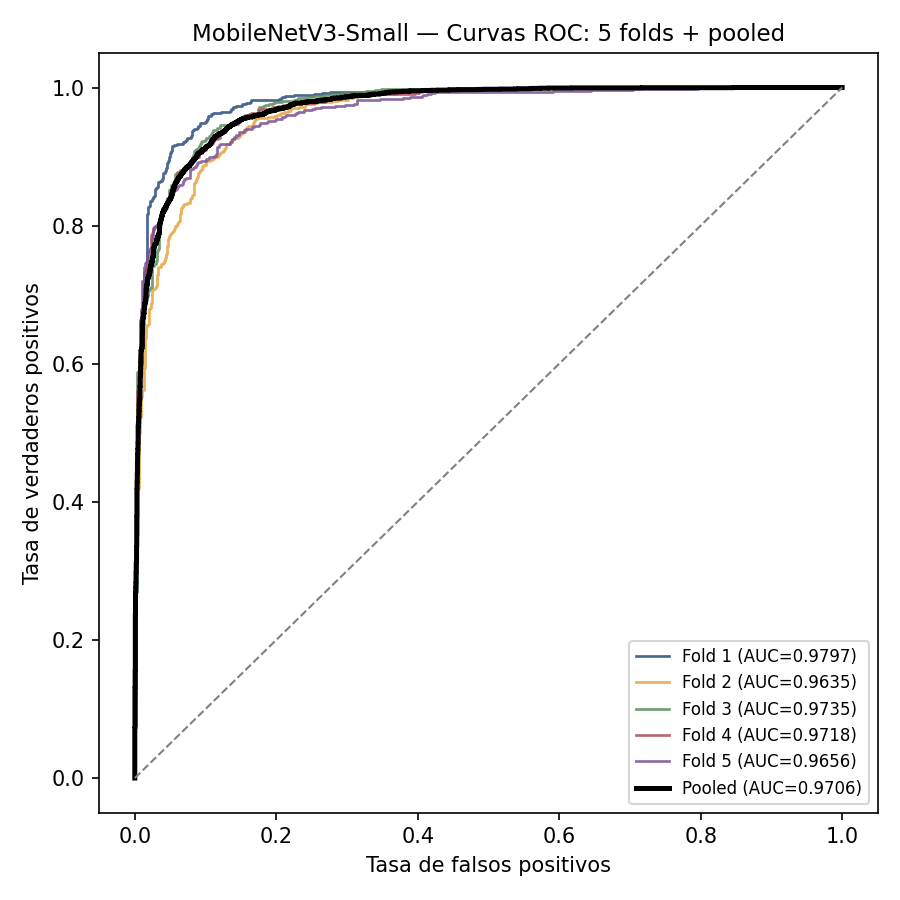 MobileNetV3-Small — Curvas ROC: 5 folds + pooled
Tasa de verdaderos positivos
1.0
0.8
0.6
0.4
0.2
0.0
Fold 1 (AUC=0.9797)
Fold 2 (AUC=0.9635)
Fold 3 (AUC=0.9735)
Fold 4 (AUC=0.9718)
Fold 5 (AUC=0.9656)
Pooled (AUC=0.9706)
0.0 0.2 0.4 0.6 0.8 1.0
Tasa de falsos positivos